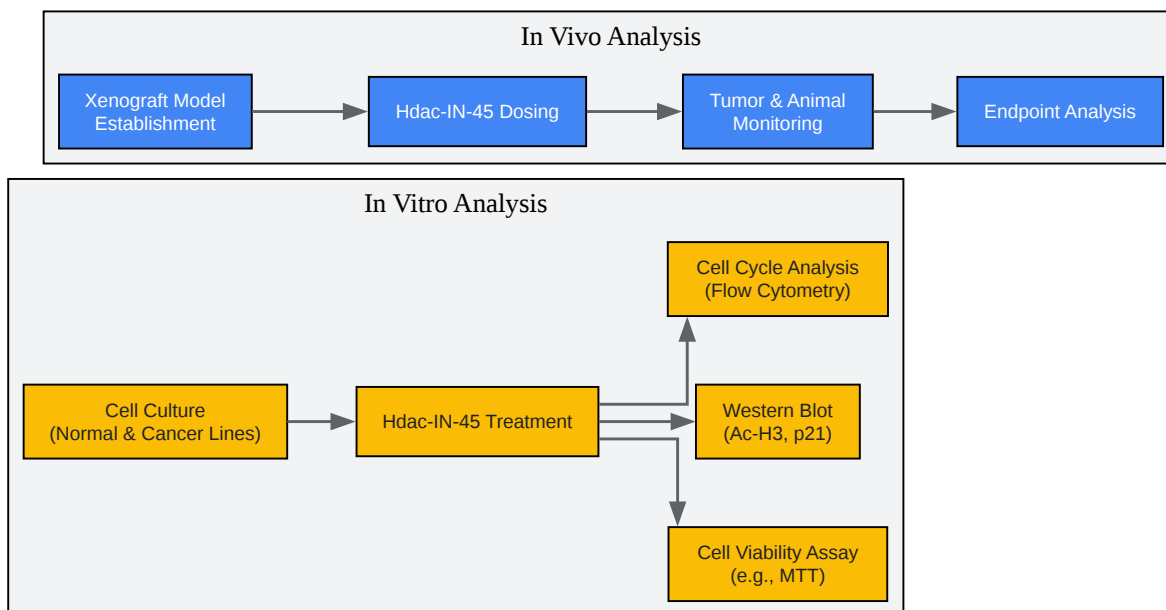 In Vivo Analysis
Xenograft Model
Establishment
Hdac-IN-45 Dosing
Tumor & Animal
Monitoring
Endpoint Analysis
In Vitro Analysis
Cell Cycle Analysis
(Flow Cytometry)
Cell Culture
(Normal & Cancer Lines)
Hdac-IN-45 Treatment
Western Blot
(Ac-H3, p21)
Cell Viability Assay
(e.g., MTT)